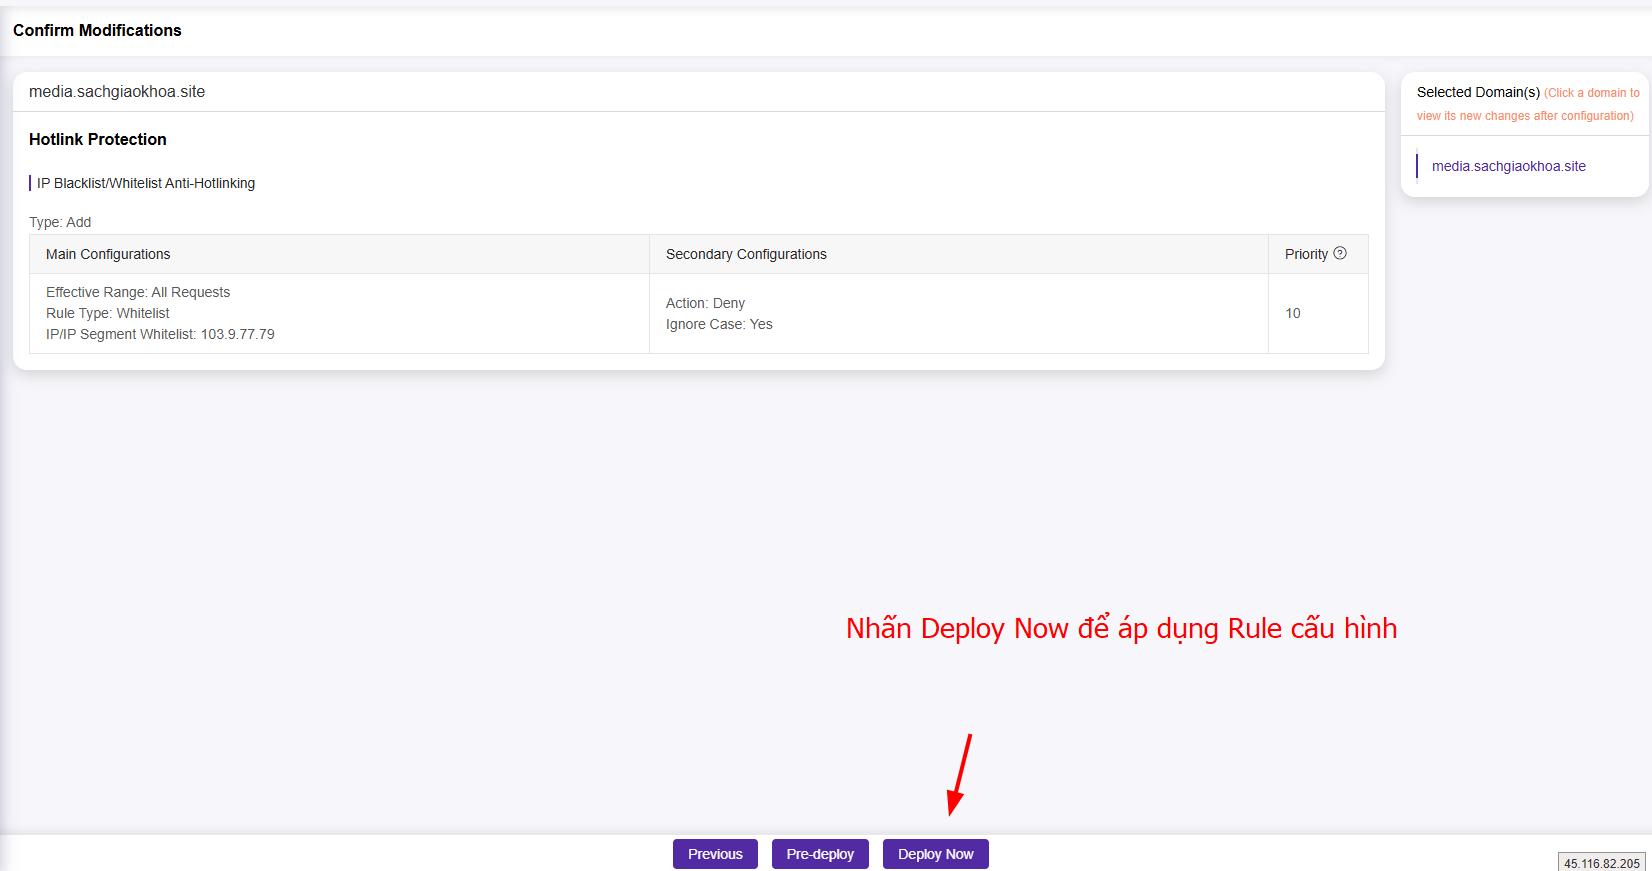 Confirm Modifications
media.sachgiaokhoa.site
Hotlink Protection
IP Blacklist/Whitelist Anti-Hotlinking
Type: Add
Main Configurations
Secondary Configurations
Priority
Effective Range: All Requests
Rule Type: Whitelist
IP/IP Segment Whitelist: 103.9.77.79
Action: Deny
Ignore Case: Yes
10
Selected Domain(s) (Click a domain to
view its new changes after configuration)
media.sachgiaokhoa.site
Nhấn Deploy Now để áp dụng Rule cấu hình
Previous
Pre-deploy
Deploy Now
45.116.82.205